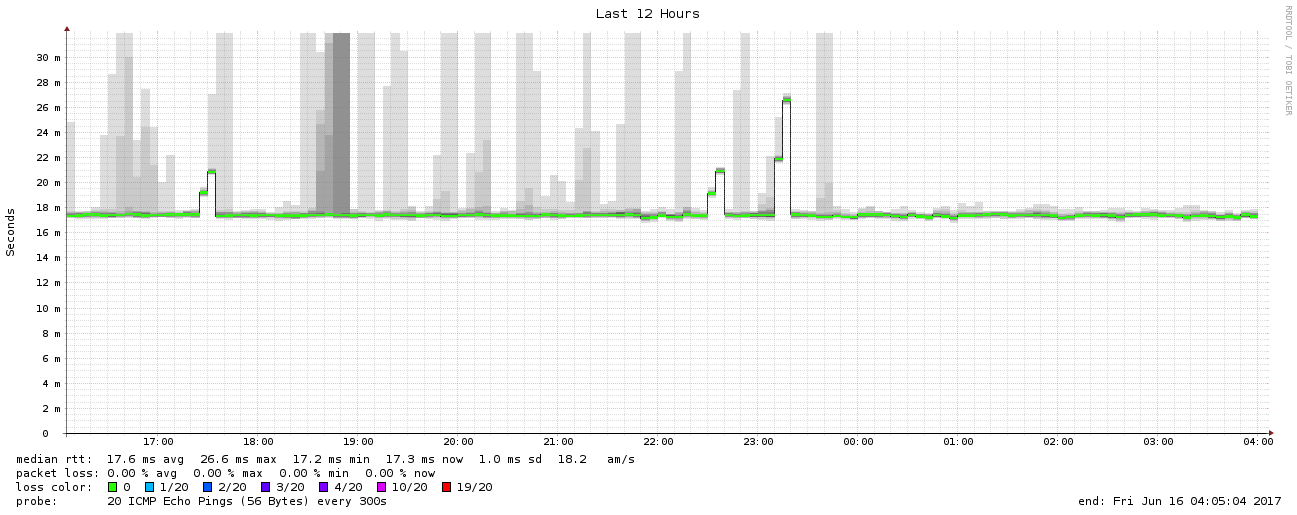 Last 12 Hours
RRDTOOL / TOBI OETIKER
Seconds
30 m
28 m
26 m
24 m
22 m
20 m
18 m
16 m
14 m
12 m
10 m
8 m
6 m
4 m
2 m
0
17:00 18:00 19:00 20:00 21:00 22:00 23:00 00:00 01:00 02:00 03:00 04:00
median rtt: 17.6 ms avg 26.6 ms max 17.2 ms min 17.3 ms now 1.0 ms sd 18.2 am/s
packet loss: 0.00 % avg 0.00 % max 0.00 % min 0.00 % now
loss color: 0 1/20 2/20 3/20 4/20 10/20 19/20
probe: 20 ICMP Echo Pings (56 Bytes) every 300s end: Fri Jun 16 04:05:04 2017